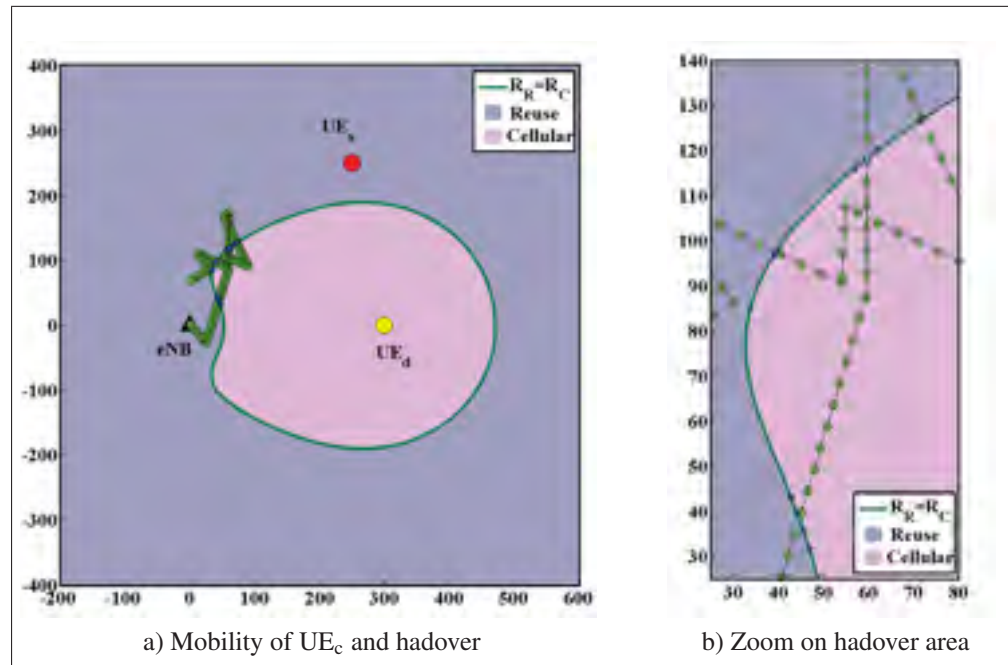 400
300
200
100
0
-100
-200
-300
-400
-200 -100 0 100 200 300 400 500 600
R_R=R_C
Reuse
Cellular
UE_s
eNB
UE_d
a) Mobility of UE_c and hadover
140
130
120
110
100
90
80
70
60
50
40
30
30 40 50 60 70 80
R_R=R_C
Reuse
Cellular
b) Zoom on hadover area